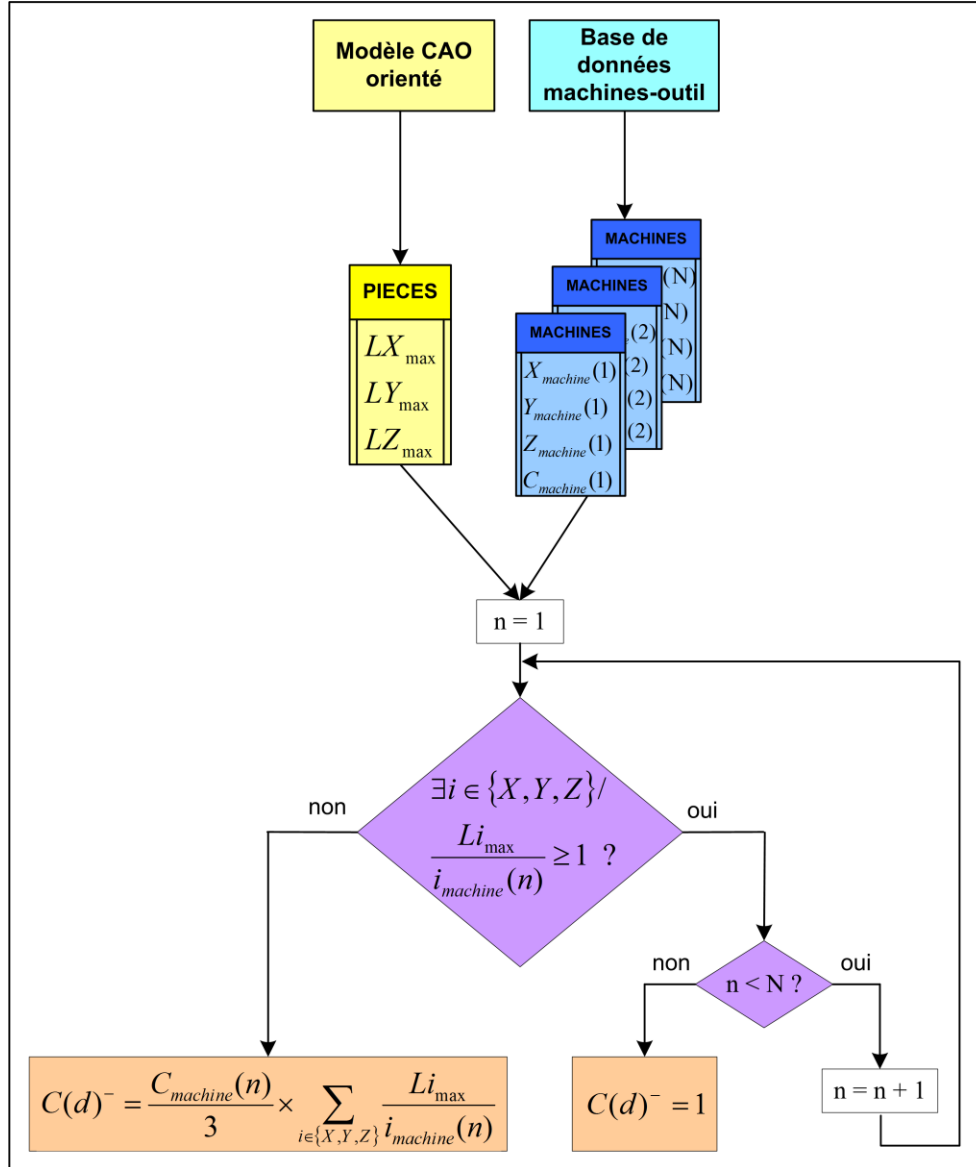 Modèle CAO
orienté
Base de
données
machines-outil
PIECES
LX_max
LY_max
LZ_max
MACHINES
(N)
N)
(N)
(N)
MACHINES
(2)
(2)
(2)
(2)
MACHINES
X_machine(1)
Y_machine(1)
Z_machine(1)
C_machine(1)
n = 1
∃i ∈ {X,Y,Z}/
Li_max / i_machine(n) ≥ 1 ?
non
oui
n < N ?
non
oui
C(d)⁻ = C_machine(n)/3 × ∑_{i∈{X,Y,Z}} Li_max / i_machine(n)
C(d)⁻ = 1
n = n + 1